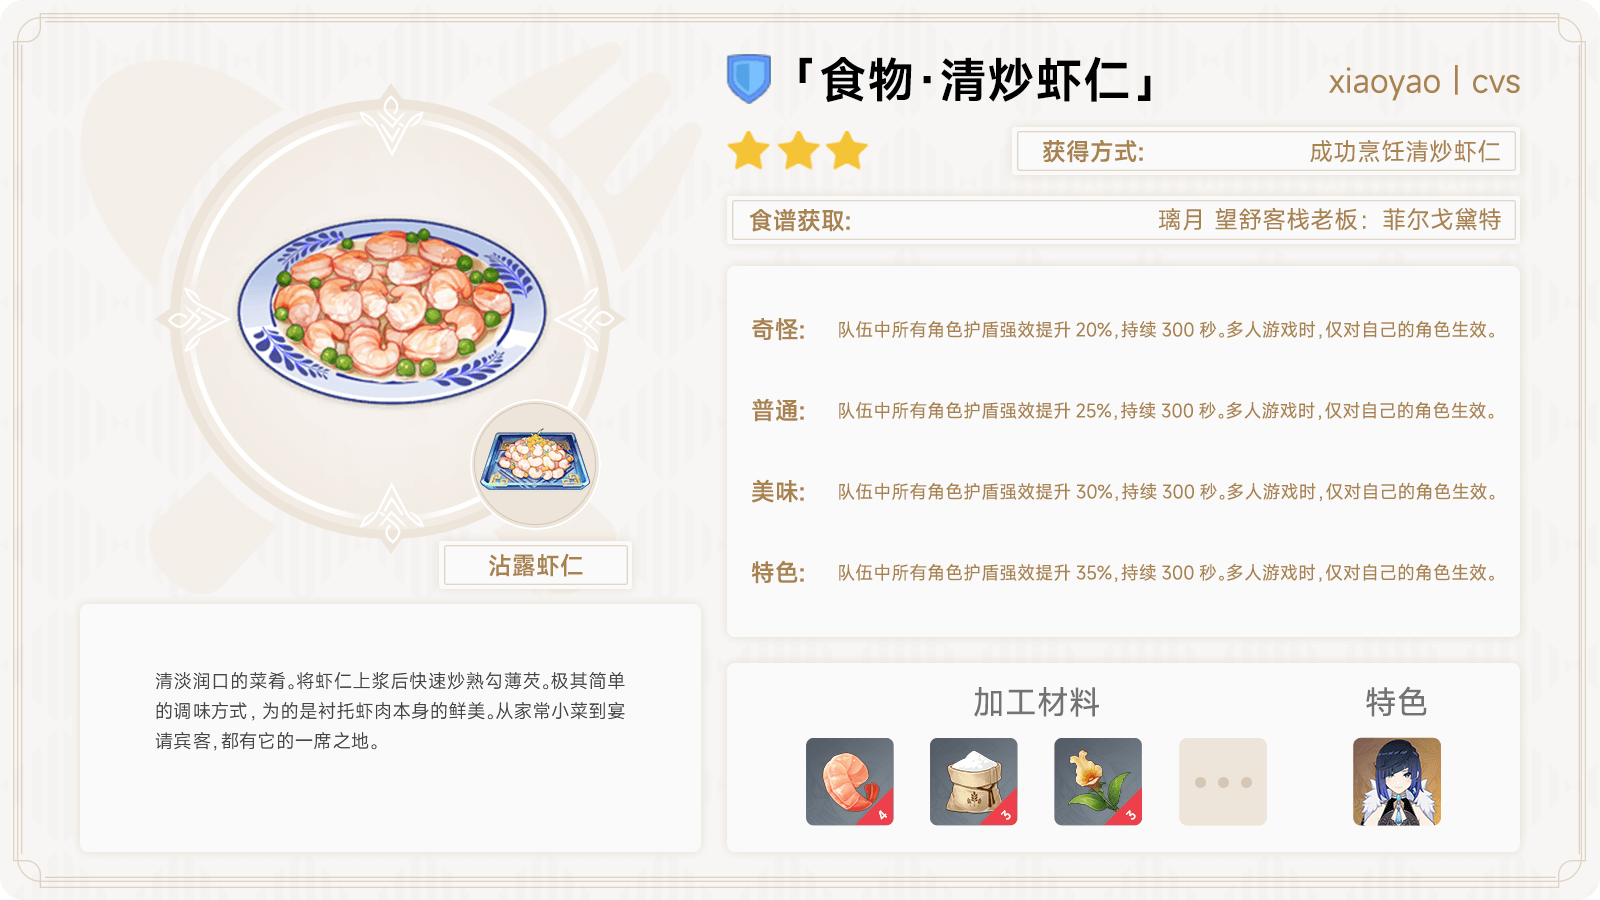 「食物·清炒虾仁」
xiaoyao | cvs
获得方式: 成功烹饪清炒虾仁
食谱获取: 璃月 望舒客栈老板：菲尔戈黛特
奇怪: 队伍中所有角色护盾强效提升 20%,持续 300 秒。多人游戏时,仅对自己的角色生效。
普通: 队伍中所有角色护盾强效提升 25%,持续 300 秒。多人游戏时,仅对自己的角色生效。
美味: 队伍中所有角色护盾强效提升 30%,持续 300 秒。多人游戏时,仅对自己的角色生效。
特色: 队伍中所有角色护盾强效提升 35%,持续 300 秒。多人游戏时,仅对自己的角色生效。
沾露虾仁
清淡润口的菜肴。将虾仁上浆后快速炒熟勾薄芡。极其简单
的调味方式，为的是衬托虾肉本身的鲜美。从家常小菜到宴
请宾客,都有它的一席之地。
加工材料
特色
4
3
3